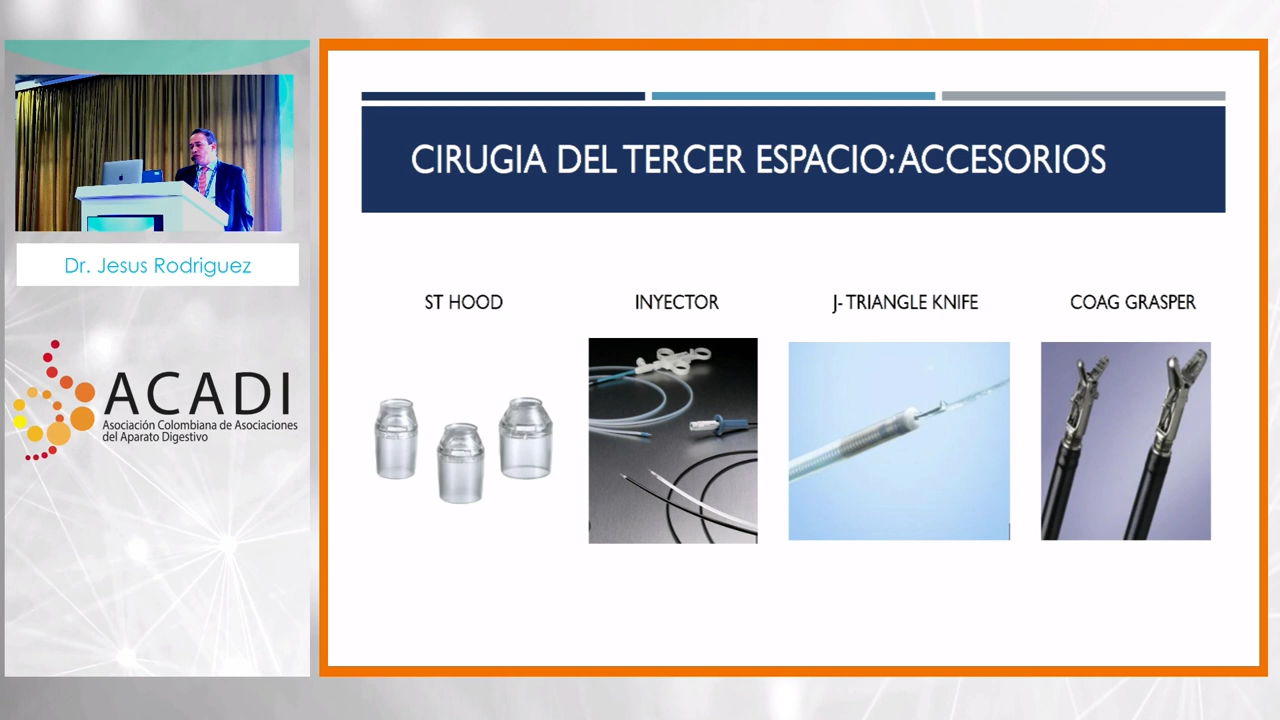 Dr. Jesus Rodriguez
ACADI
Asociación Colombiana de Asociaciones
del Aparato Digestivo
CIRUGIA DEL TERCER ESPACIO: ACCESORIOS
ST HOOD
INYECTOR
J- TRIANGLE KNIFE
COAG GRASPER